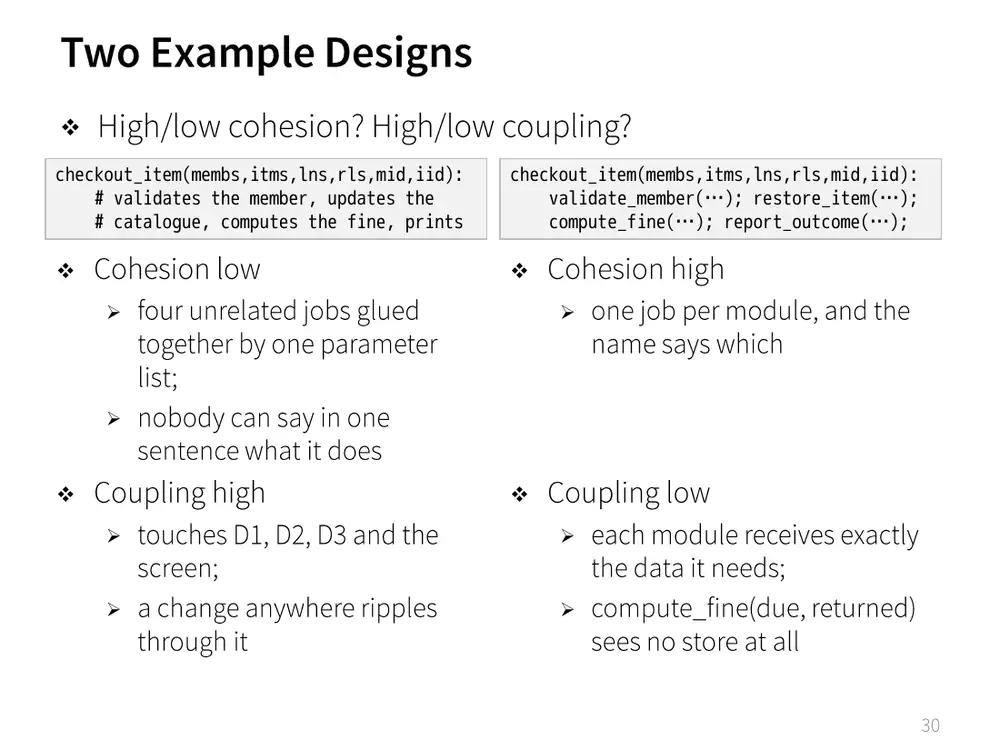 Two Example Designs
❖ High/low cohesion? High/low coupling?
checkout_item(membs,itms,lns,rls,mid,iid):
# validates the member, updates the
# catalogue, computes the fine, prints
❖ Cohesion low
➢ four unrelated jobs glued
together by one parameter
list;
➢ nobody can say in one
sentence what it does
❖ Coupling high
➢ touches D1, D2, D3 and the
screen;
➢ a change anywhere ripples
through it
checkout_item(membs,itms,lns,rls,mid,iid):
validate_member(⋯); restore_item(⋯);
compute_fine(⋯); report_outcome(⋯);
❖ Cohesion high
➢ one job per module, and the
name says which
❖ Coupling low
➢ each module receives exactly
the data it needs;
➢ compute_fine(due, returned)
sees no store at all
30